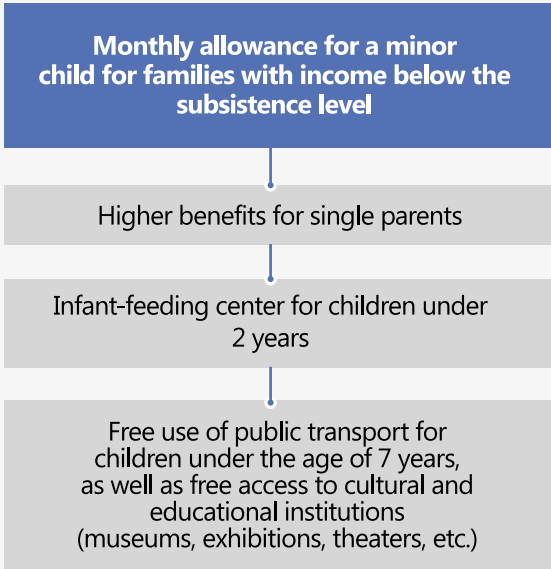 Monthly allowance for a minor
child for families with income below the
subsistence level
Higher benefits for single parents
Infant-feeding center for children under
2 years
Free use of public transport for
children under the age of 7 years,
as well as free access to cultural and
educational institutions
(museums, exhibitions, theaters, etc.)